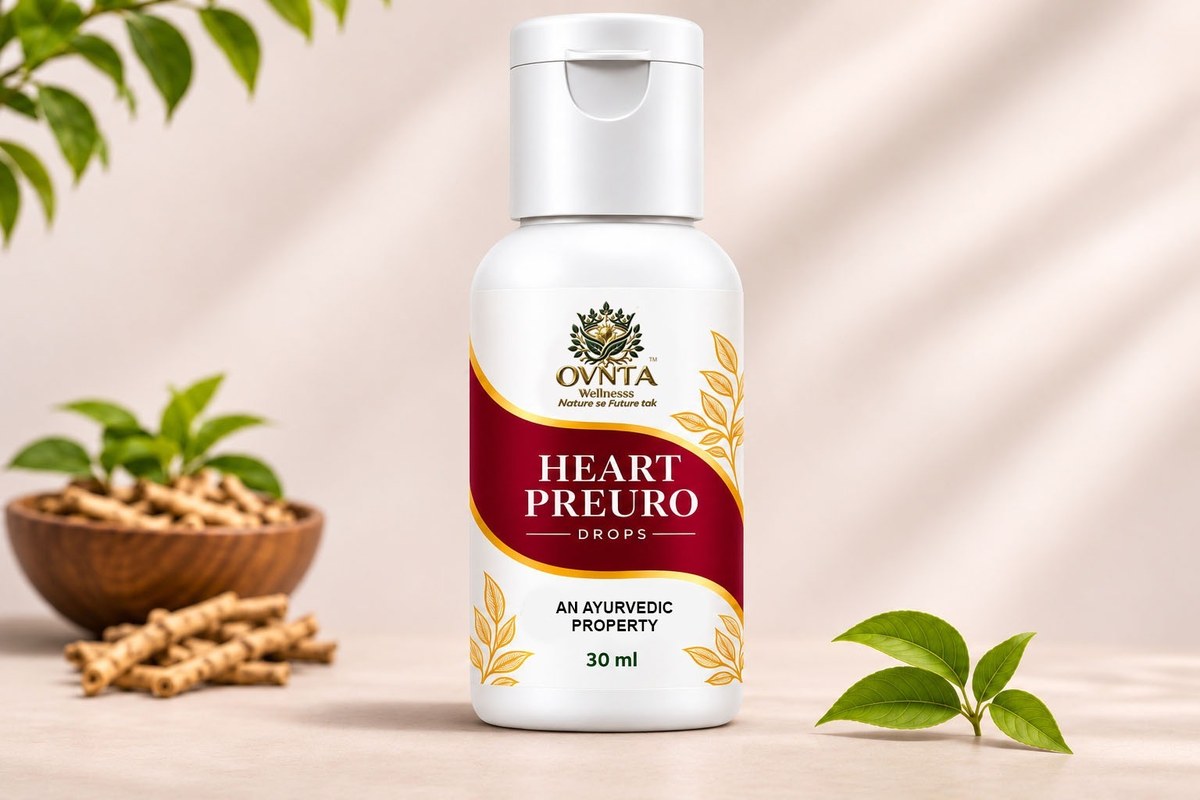 TM
OVNTA
Wellnesss
Nature se Future tak
HEART
PREURO
DROPS
AN AYURVEDIC
PROPERTY
30 ml